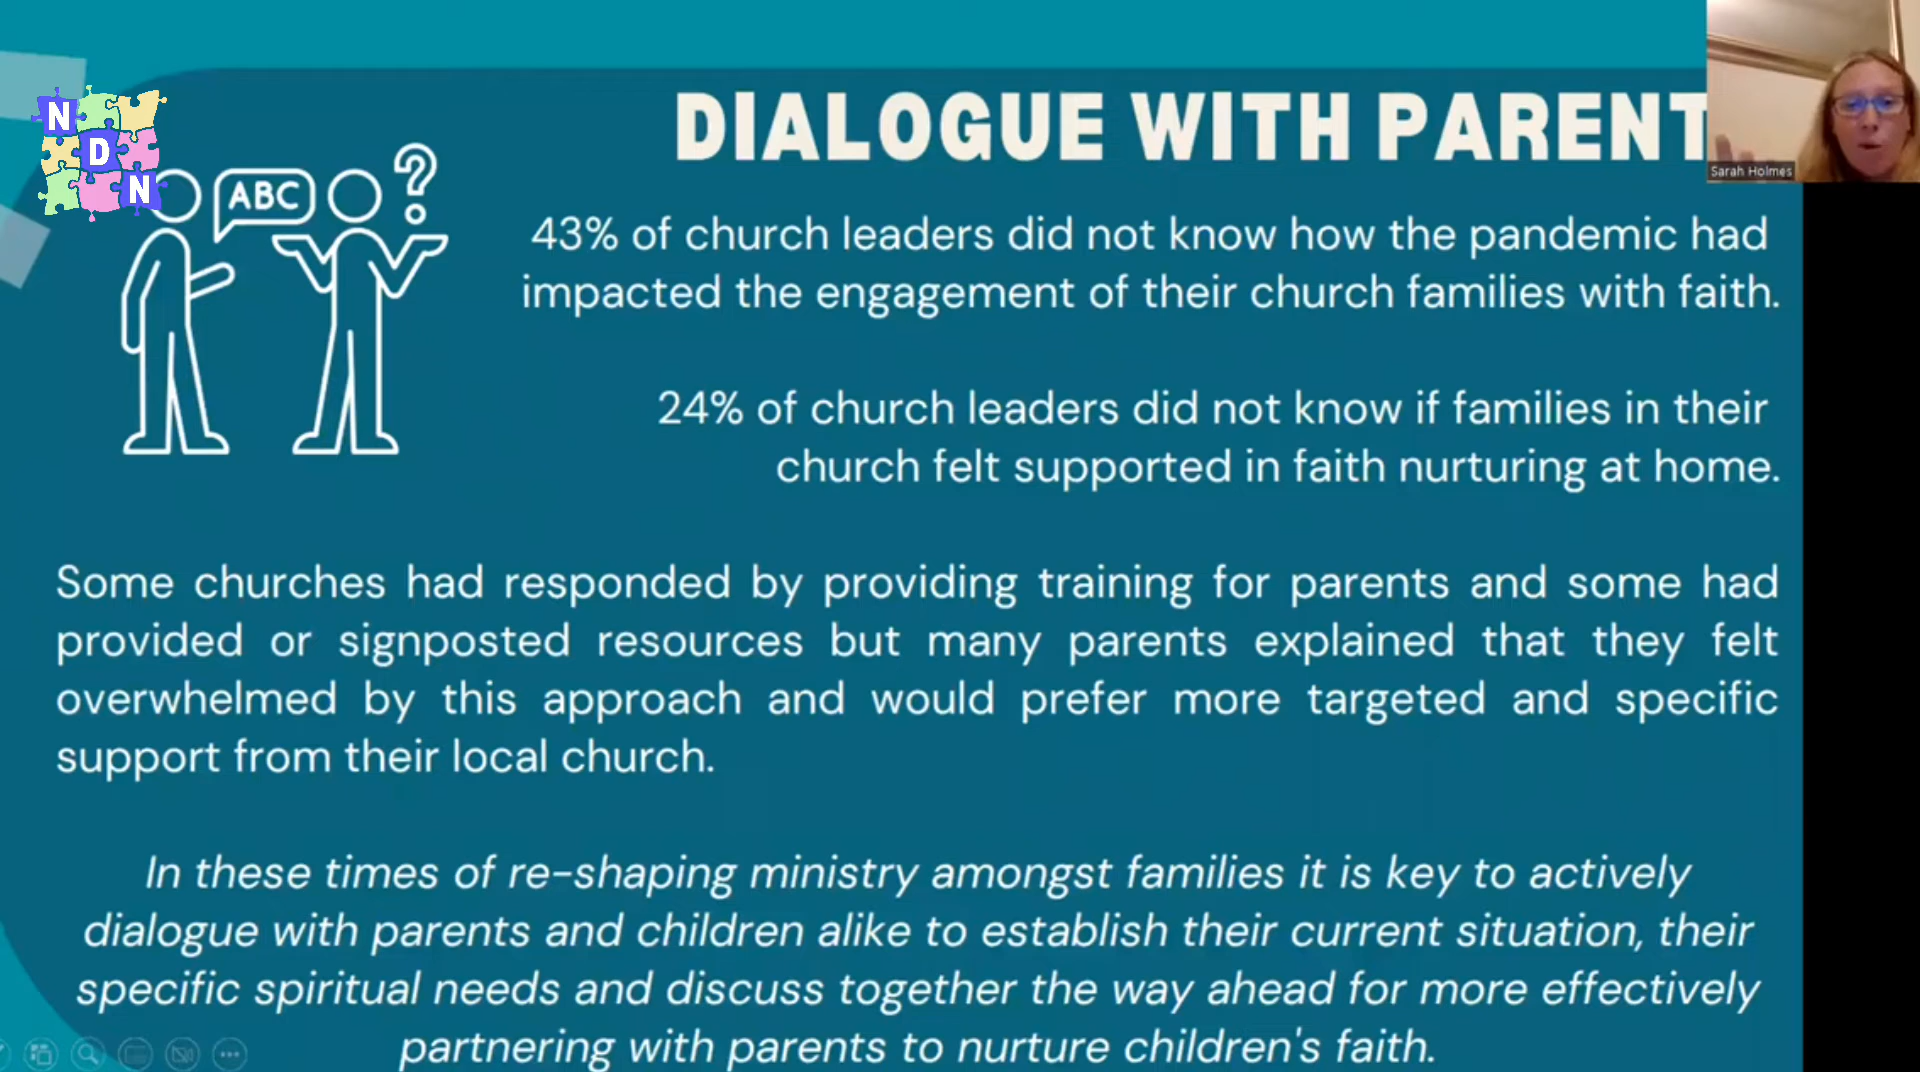 N
D
N
ABC
?
DIALOGUE WITH PARENT
Sarah Holmes
43% of church leaders did not know how the pandemic had
impacted the engagement of their church families with faith.
24% of church leaders did not know if families in their
church felt supported in faith nurturing at home.
Some churches had responded by providing training for parents and some had
provided or signposted resources but many parents explained that they felt
overwhelmed by this approach and would prefer more targeted and specific
support from their local church.
In these times of re-shaping ministry amongst families it is key to actively
dialogue with parents and children alike to establish their current situation, their
specific spiritual needs and discuss together the way ahead for more effectively
partnering with parents to nurture children's faith.